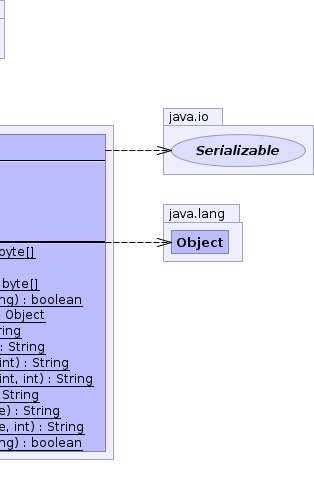 java.io
Serializable
java.lang
Object
byte[]
byte[]
ng) : boolean
: Object
ring
: String
int) : String
int, int) : String
String
e) : String
e, int) : String
ng) : boolean